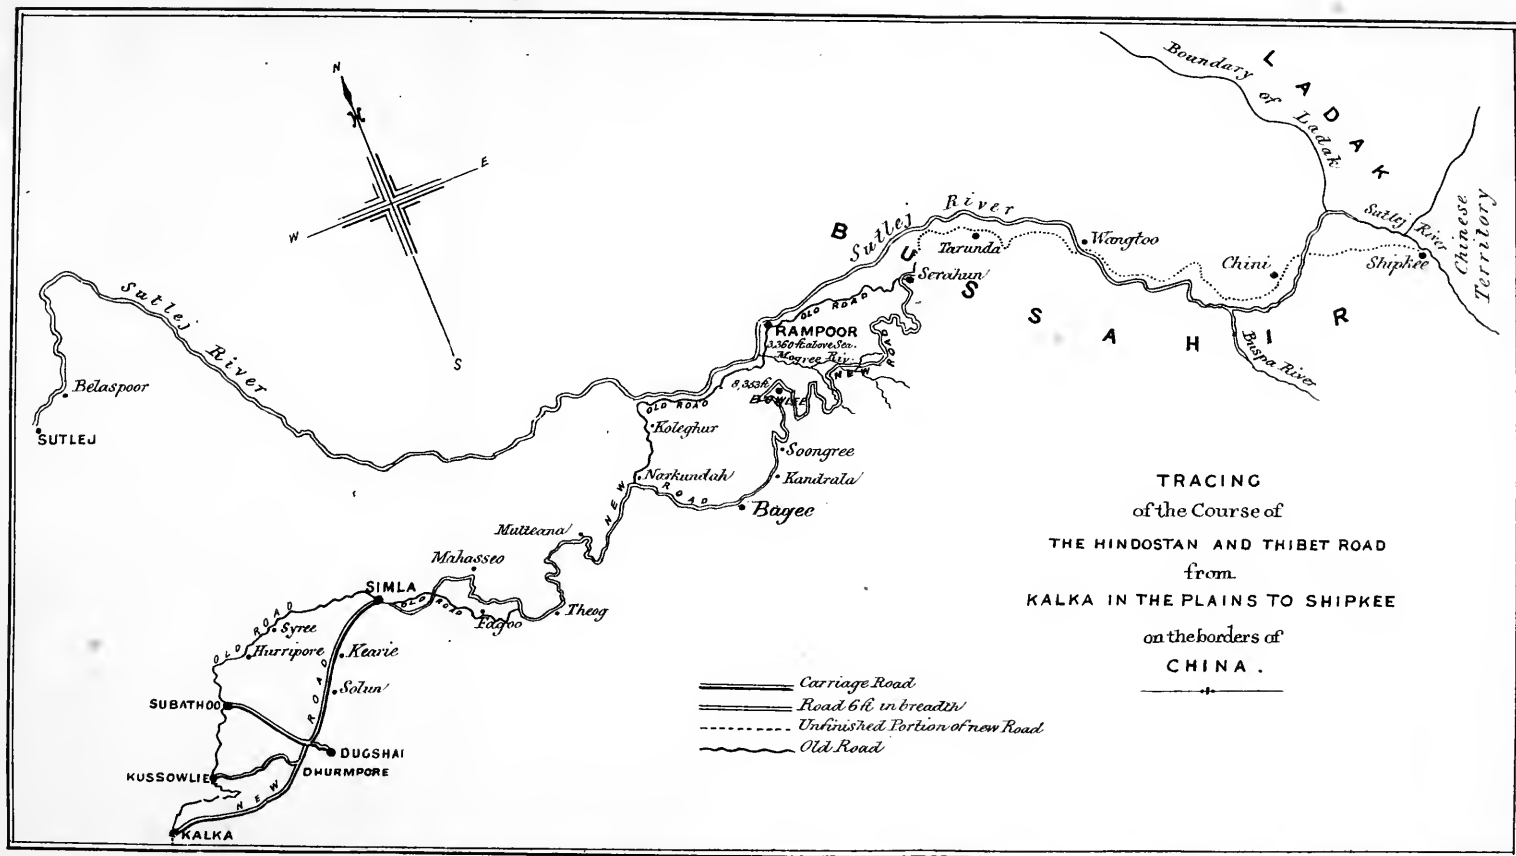 N
E
W
S
Boundary of Ladak
LADAK
Sutlej River
Chinese
Territory
Shipkee
Sutlej River
BUSSAHIR
Tarunda
Wangtoo
Chini
Serahun
OLD ROAD
RAMPOOR
3,360 ft above Sea.
Mogree Riv.
NEW ROAD
Buspa River
8,353 ft
Sutlej River
Belaspoor
SUTLEJ
OLD ROAD
Koleghur
Soongree
Narkundah
Kandrala
NEW ROAD
Bagee
Mutteana
Mahasseo
SIMLA
OLD ROAD
Fagoo
Theog
OLD ROAD
Syree
Hurripore
Kearie
Solun
SUBATHOO
DUGSHAI
KUSSOWLIE
DHURMPORE
NEW ROAD
KALKA
TRACING
of the Course of
THE HINDOSTAN AND THIBET ROAD
from
KALKA IN THE PLAINS TO SHIPKEE
on the borders of
CHINA.
Carriage Road
Road 6 ft in breadth
Unfinished Portion of new Road
Old Road